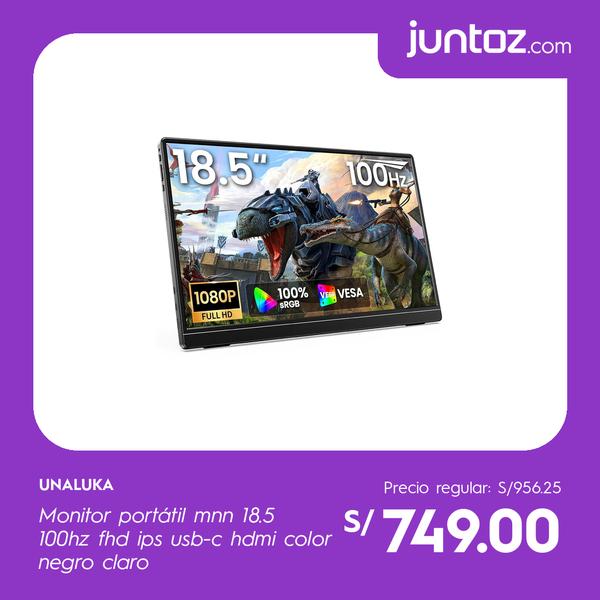 juntoz.com
18.5"
100Hz
1080P
FULL HD
100%
sRGB
VESA
VESA
UNALUKA
Monitor portátil mnn 18.5
100hz fhd ips usb-c hdmi color
negro claro
Precio regular: S/956.25
S/ 749.00